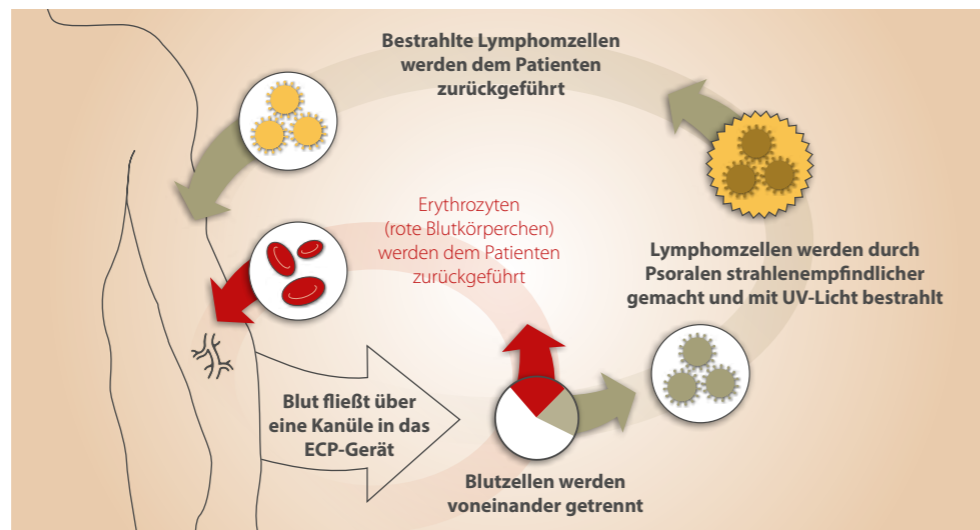 Bestrahlte Lymphomzellen
werden dem Patienten
zurückgeführt
Erythrozyten
(rote Blutkörperchen)
werden dem Patienten
zurückgeführt
Lymphomzellen werden durch
Psoralen strahlenempfindlicher
gemacht und mit UV-Licht bestrahlt
Blut fließt über
eine Kanüle in das
ECP-Gerät
Blutzellen werden
voneinander getrennt